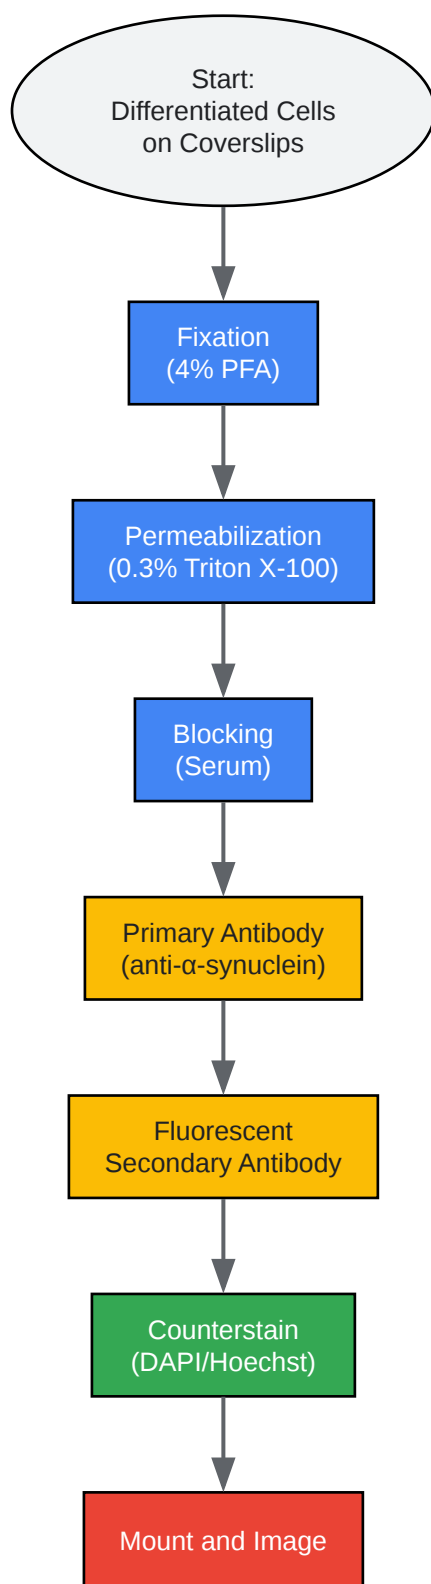 Start:
Differentiated Cells
on Coverslips
Fixation
(4% PFA)
Permeabilization
(0.3% Triton X-100)
Blocking
(Serum)
Primary Antibody
(anti-α-synuclein)
Fluorescent
Secondary Antibody
Counterstain
(DAPI/Hoechst)
Mount and Image